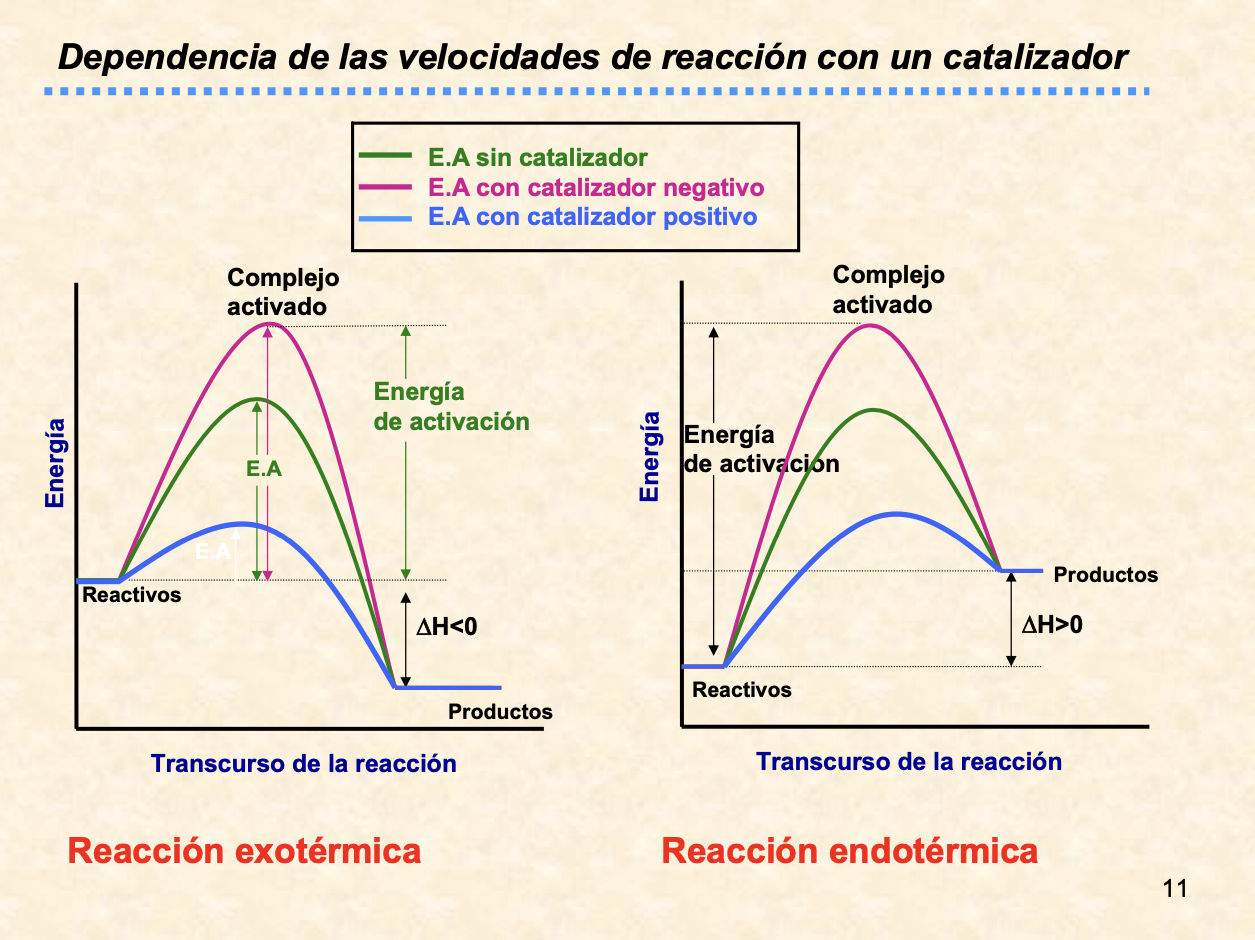 Dependencia de las velocidades de reacción con un catalizador
E.A sin catalizador
E.A con catalizador negativo
E.A con catalizador positivo
Complejo
activado
Energía
Energía
de activación
E.A
E.A
Reactivos
ΔH<0
Productos
Transcurso de la reacción
Reacción exotérmica
Complejo
activado
Energía
Energía
de activación
Productos
ΔH>0
Reactivos
Transcurso de la reacción
Reacción endotérmica
11